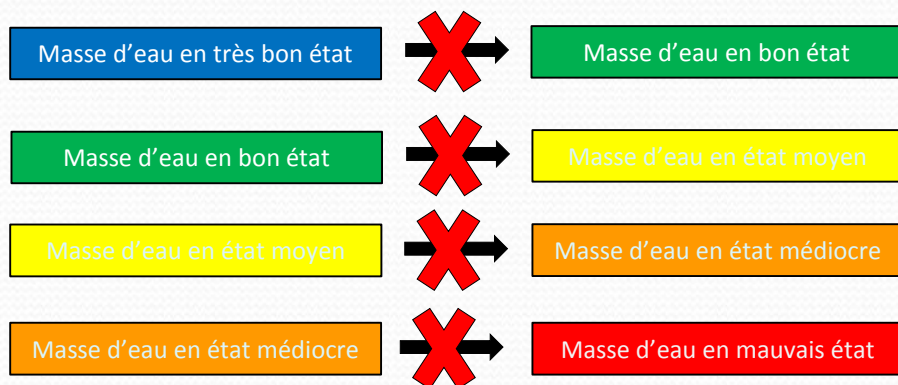 Masse d’eau en très bon état
Masse d’eau en bon état
Masse d’eau en bon état
Masse d’eau en état moyen
Masse d’eau en état moyen
Masse d’eau en état médiocre
Masse d’eau en état médiocre
Masse d’eau en mauvais état